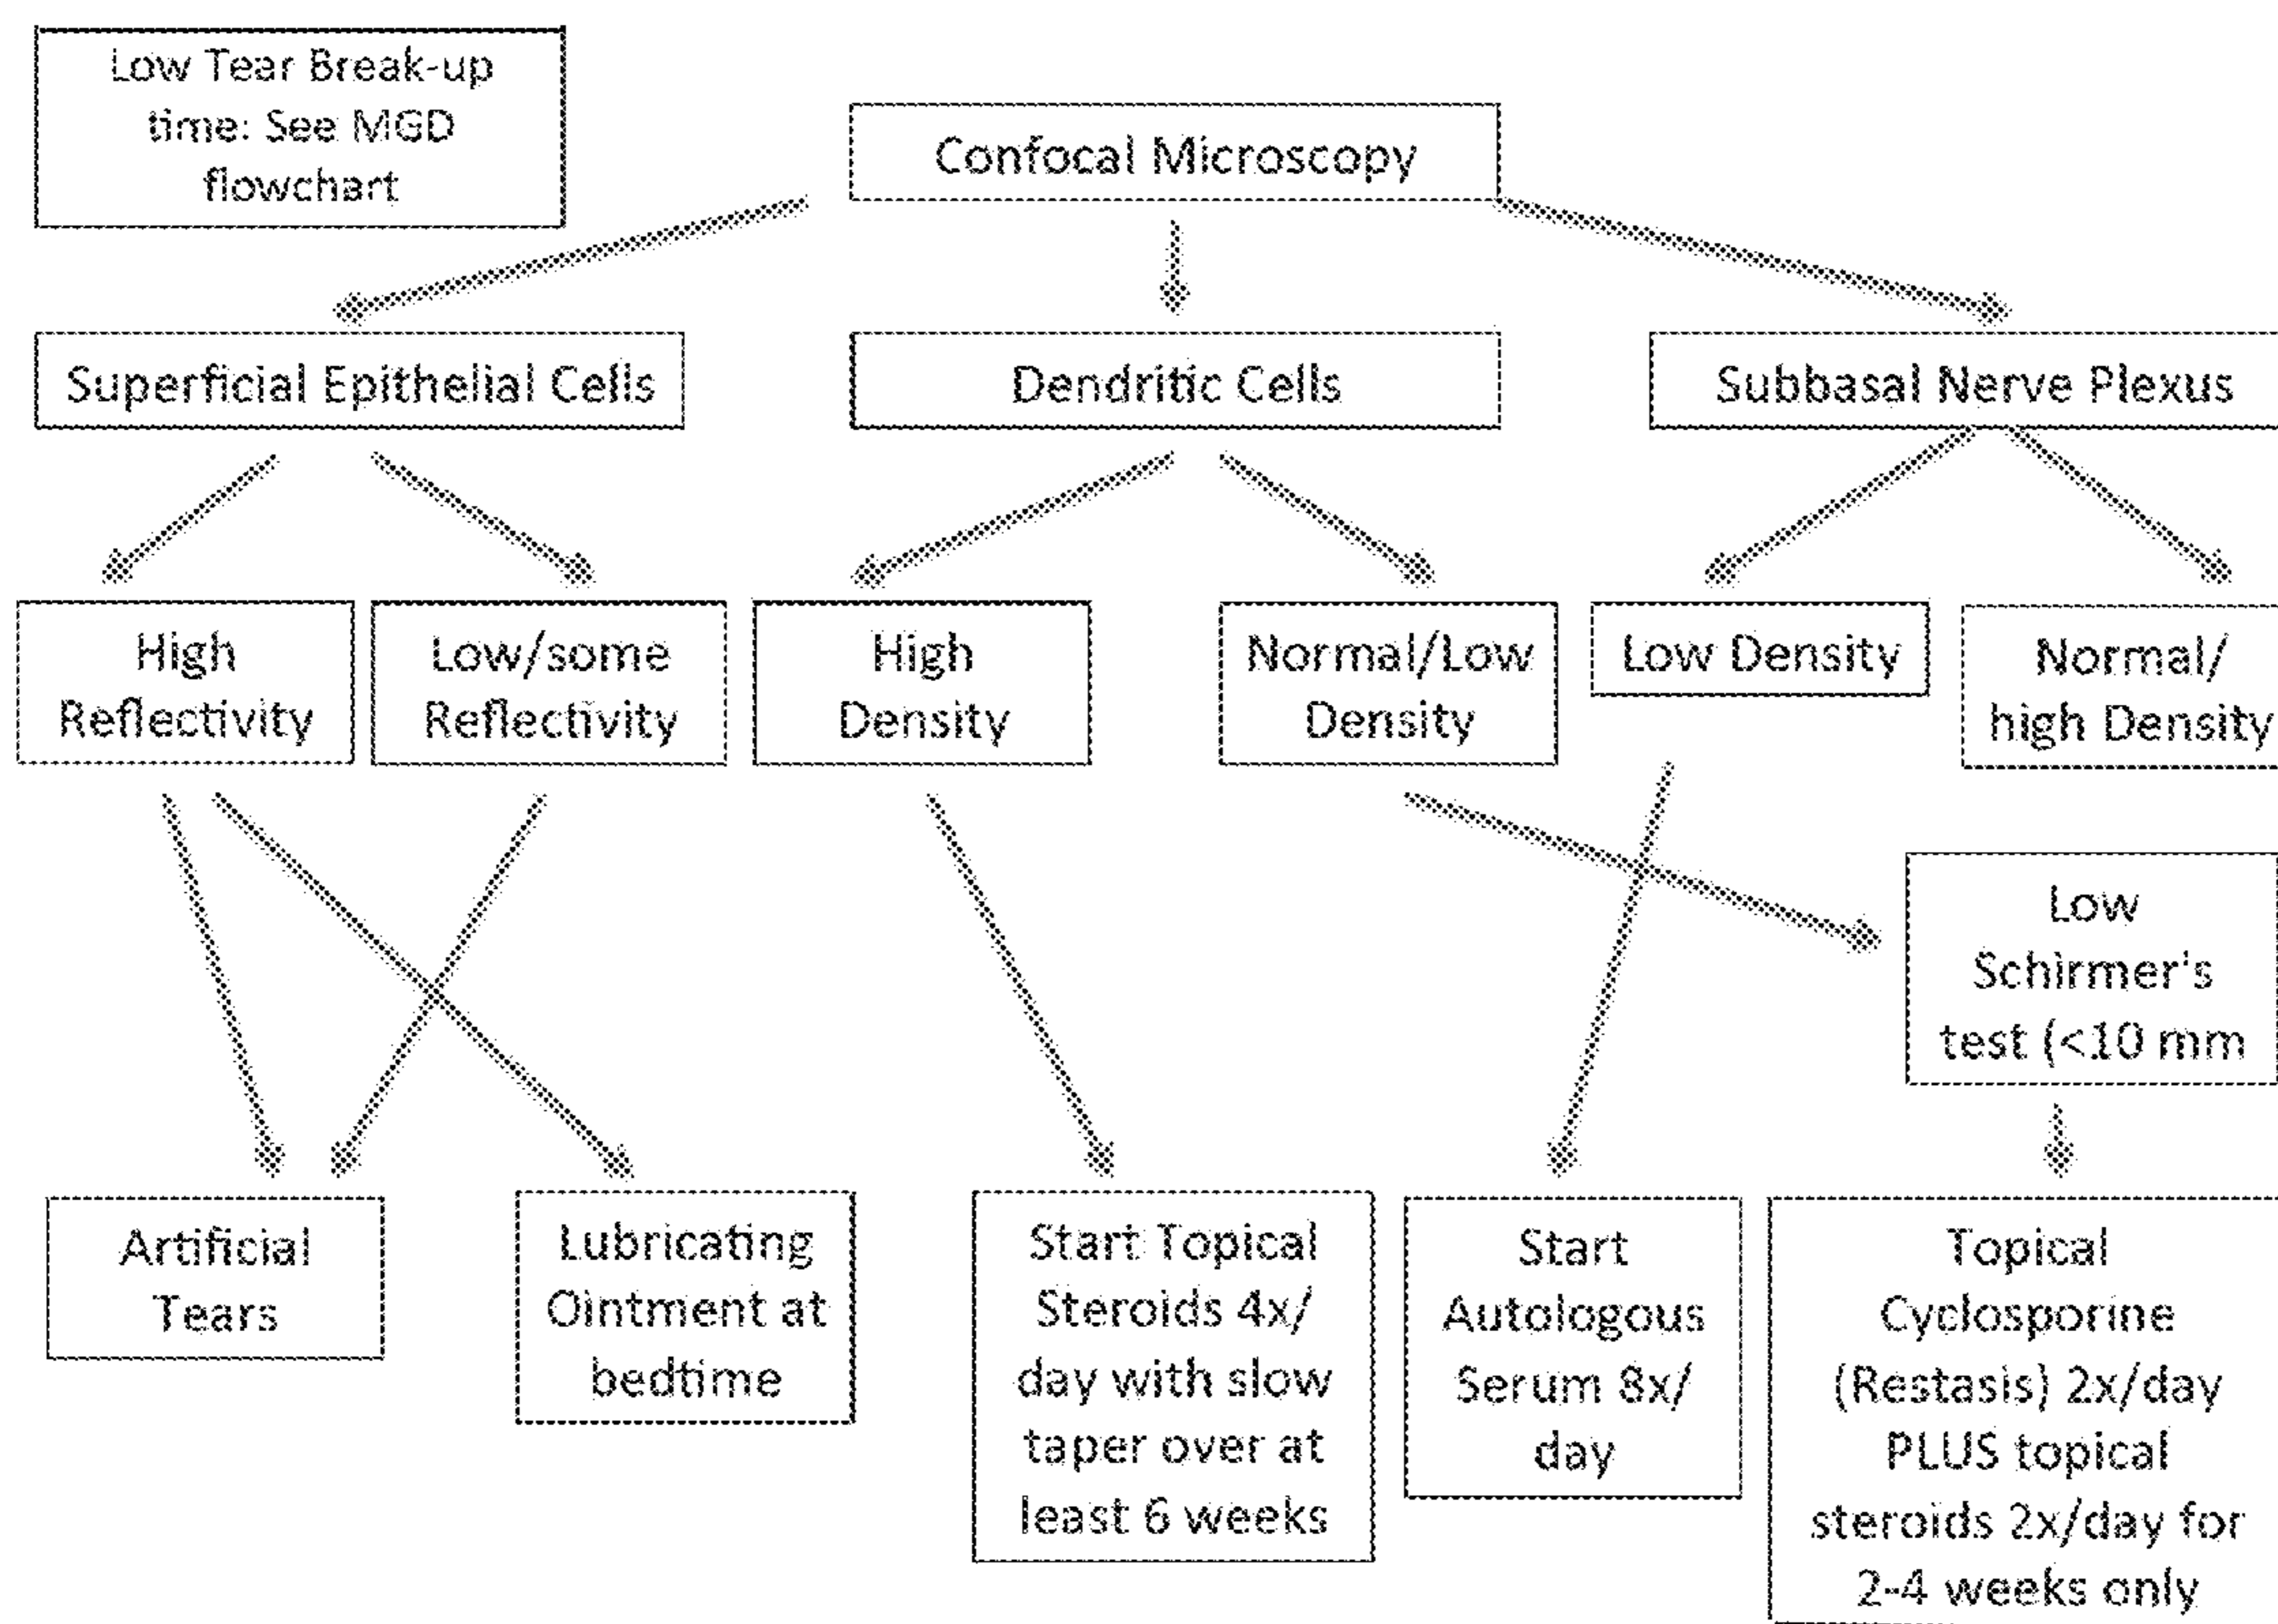 Low Tear Break-up
time: See MGD
flowchart
Confocal Microscopy
Superficial Epithelial Cells
Dendritic Cells
Subbasal Nerve Plexus
High
Reflectivity
Low/some
Reflectivity
High
Density
Normal/Low
Density
Low Density
Normal/
high Density
Low
Schirmer's
test (<10 mm
Artificial
Tears
Lubricating
Ointment at
bedtime
Start Topical
Steroids 4x/
day with slow
taper over at
least 6 weeks
Start
Autologous
Serum 8x/
day
Topical
Cyclosporine
(Restasis) 2x/day
PLUS topical
steroids 2x/day for
2-4 weeks only